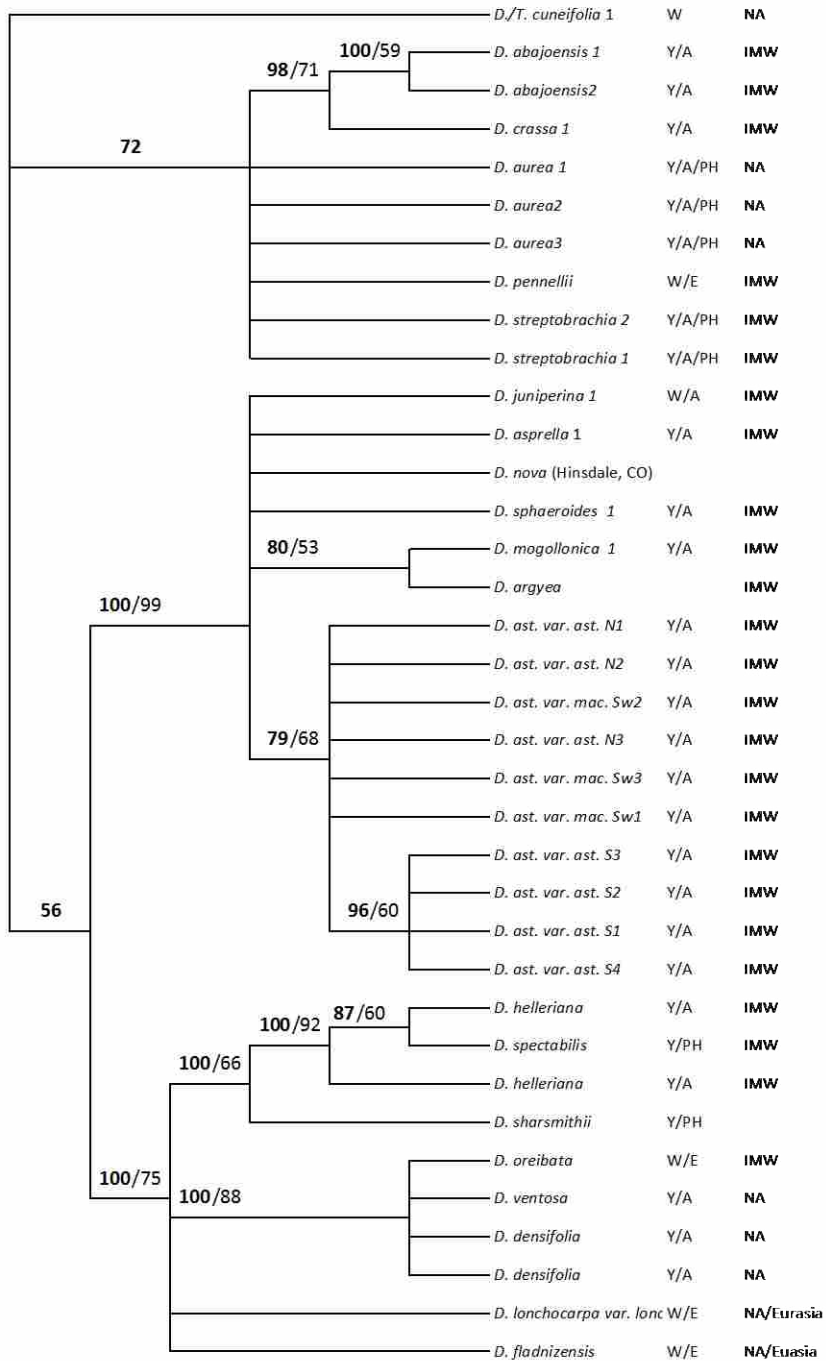 D./T. cuneifolia 1 W NA
100/59 D. abajoensis 1 Y/A IMW
98/71
D. abajoensis2 Y/A IMW
D. crassa 1 Y/A IMW
72
D. aurea 1 Y/A/PH NA
D. aurea2 Y/A/PH NA
D. aurea3 Y/A/PH NA
D. pennellii W/E IMW
D. streptobrachia 2 Y/A/PH IMW
D. streptobrachia 1 Y/A/PH IMW
D. juniperina 1 W/A IMW
D. asprella 1 Y/A IMW
D. nova (Hinsdale, CO)
D. sphaeroides 1 Y/A IMW
80/53 D. mogollonica 1 Y/A IMW
D. argyea IMW
100/99
D. ast. var. ast. N1 Y/A IMW
D. ast. var. ast. N2 Y/A IMW
D. ast. var. mac. Sw2 Y/A IMW
79/68 D. ast. var. ast. N3 Y/A IMW
D. ast. var. mac. Sw3 Y/A IMW
D. ast. var. mac. Sw1 Y/A IMW
D. ast. var. ast. S3 Y/A IMW
D. ast. var. ast. S2 Y/A IMW
56 96/60
D. ast. var. ast. S1 Y/A IMW
D. ast. var. ast. S4 Y/A IMW
D. helleriana Y/A IMW
100/92 87/60
D. spectabilis Y/PH IMW
100/66
D. helleriana Y/A IMW
D. sharsmithii Y/PH
D. oreibata W/E IMW
100/75
100/88 D. ventosa Y/A NA
D. densifolia Y/A NA
D. densifolia Y/A NA
D. lonchocarpa var. lonc W/E NA/Eurasia
D. fladnizensis W/E NA/Euasia